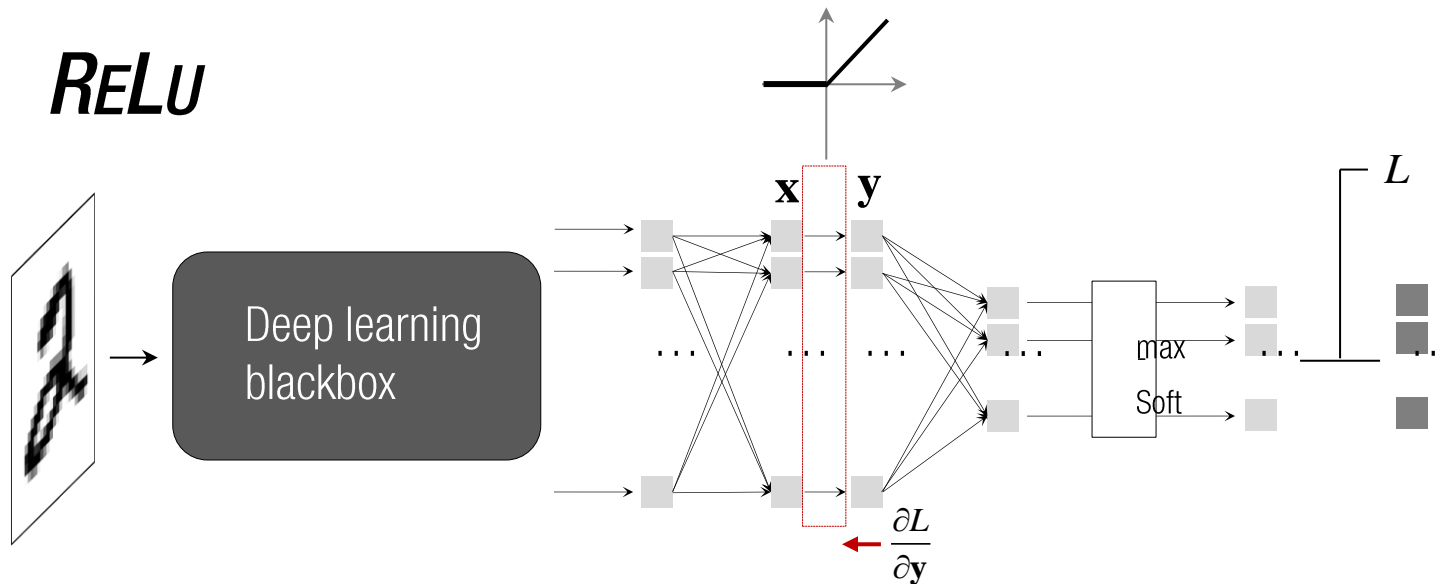 RELU
x
y
L
Deep learning
blackbox
max
Soft
... ... ... ... ... ...
∂L
∂y